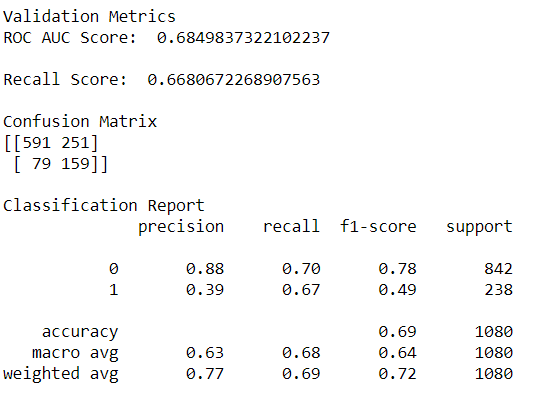 Validation Metrics
ROC AUC Score:  0.6849837322102237
Recall Score:  0.6680672268907563
Confusion Matrix
[[591 251]
 [ 79 159]]
Classification Report
              precision    recall  f1-score   support
           0       0.88      0.70      0.78       842
           1       0.39      0.67      0.49       238
    accuracy                           0.69      1080
   macro avg       0.63      0.68      0.64      1080
weighted avg       0.77      0.69      0.72      1080